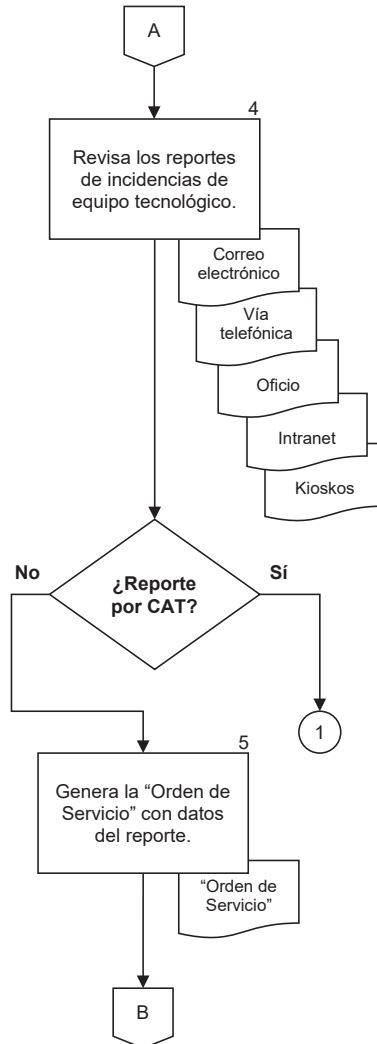 A
4
Revisa los reportes
de incidencias de
equipo tecnológico.
Correo
electrónico
Vía
telefónica
Oficio
Intranet
Kioskos
¿Reporte
por CAT?
No
Sí
1
5
Genera la “Orden de
Servicio” con datos
del reporte.
“Orden de
Servicio”
B